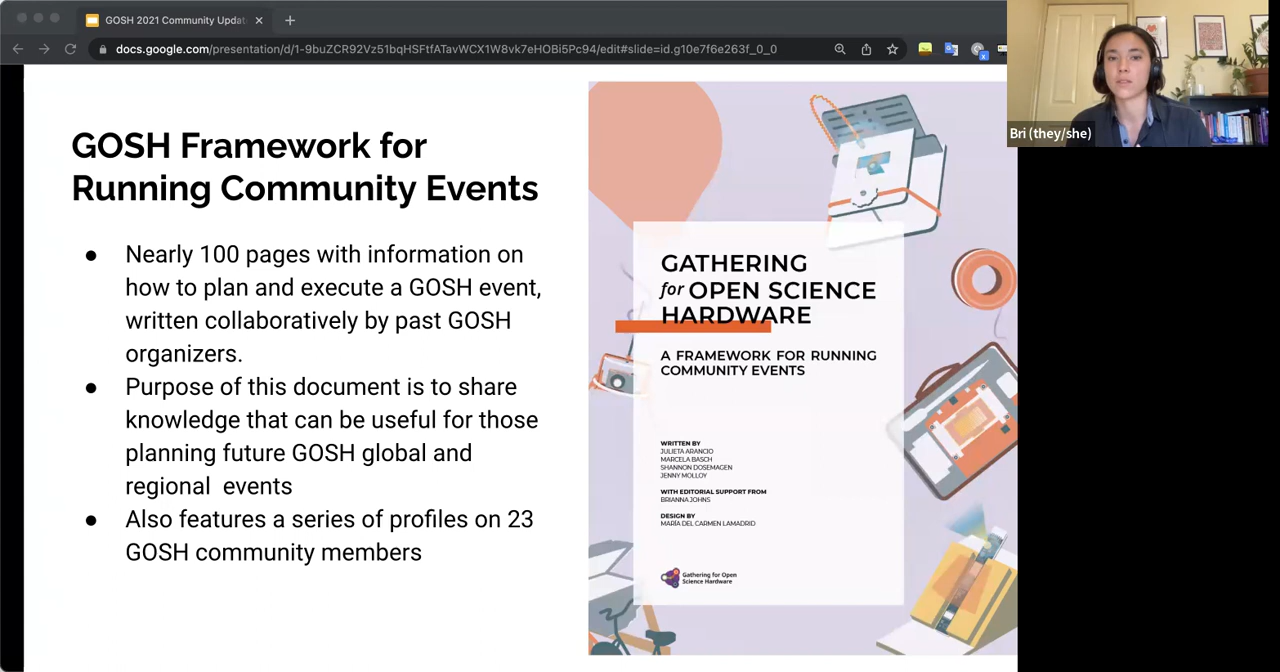 GOSH 2021 Community Updat
docs.google.com/presentation/d/1-9buZCR92Vz51bqHSFtfATavWCX1W8vk7eHOBi5Pc94/edit#slide=id.g10e7f6e263f_0_0
Bri (they/she)
GOSH Framework for
Running Community Events
● Nearly 100 pages with information on
how to plan and execute a GOSH event,
written collaboratively by past GOSH
organizers.
● Purpose of this document is to share
knowledge that can be useful for those
planning future GOSH global and
regional events
● Also features a series of profiles on 23
GOSH community members
GATHERING
for OPEN SCIENCE
HARDWARE
A FRAMEWORK FOR RUNNING
COMMUNITY EVENTS
WRITTEN BY
JULIETA ARANCIO
MARCELA BASCH
SHANNON DOSEMAGEN
JENNY MOLLOY
WITH EDITORIAL SUPPORT FROM
BRIANNA JOHNS
DESIGN BY
MARÍA DEL CARMEN LAMADRID
Gathering for Open
Science Hardware